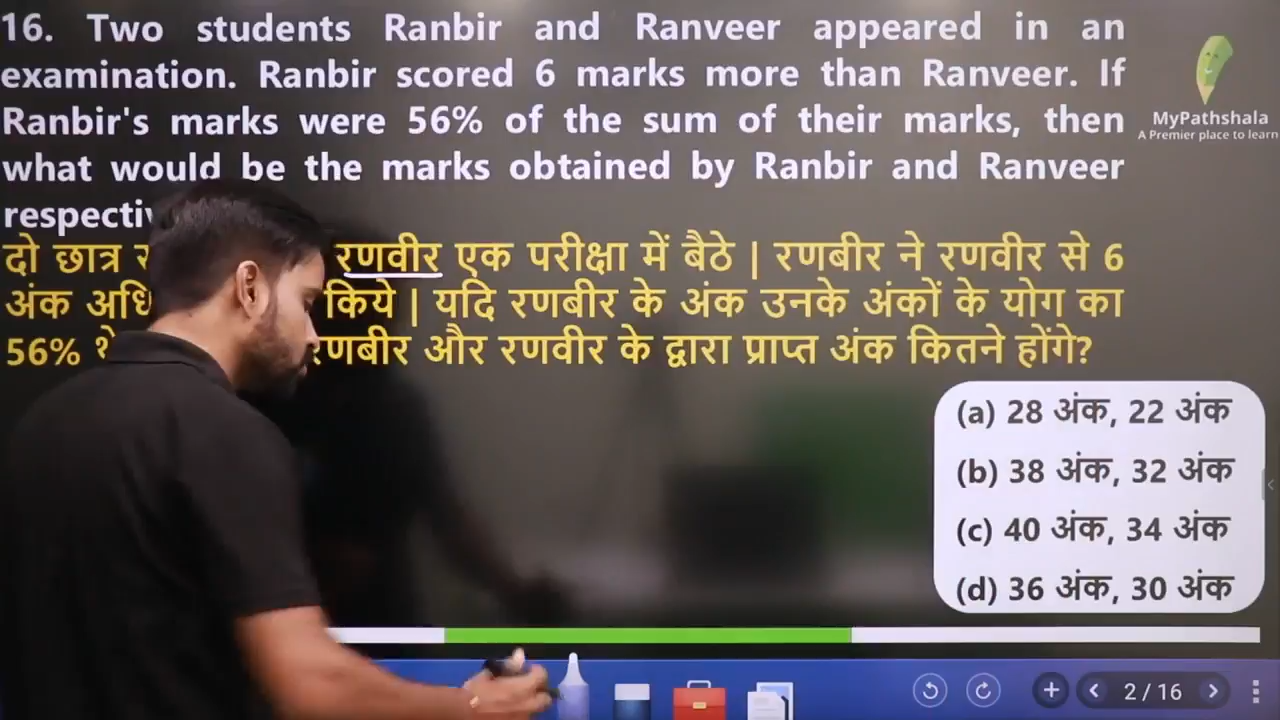 16. Two students Ranbir and Ranveer appeared in an
examination. Ranbir scored 6 marks more than Ranveer. If
Ranbir's marks were 56% of the sum of their marks, then
what would be the marks obtained by Ranbir and Ranveer
दो छात्र रणवीर एक परीक्षा में बैठे | रणबीर ने रणवीर से 6
अंक किये | यदि रणबीर के अंक उनके अंकों के योग का
56% रणबीर और रणवीर के द्वारा प्राप्त अंक कितने होंगे?
(a) 28 अंक, 22 अंक
(b) 38 अंक, 32 अंक
(c) 40 अंक, 34 अंक
(d) 36 अंक, 30 अंक
MyPathshala
A Premier place to learn
2 / 16